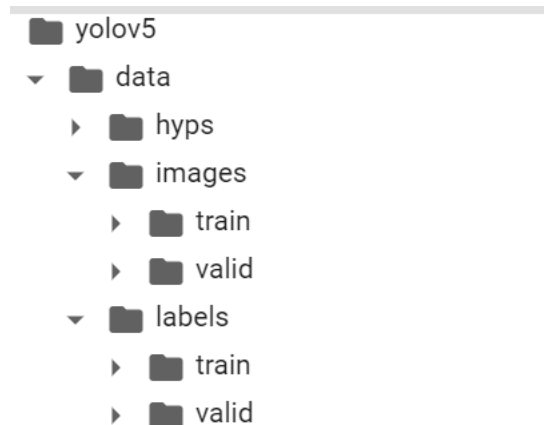 yolov5
data
hyps
images
train
valid
labels
train
valid